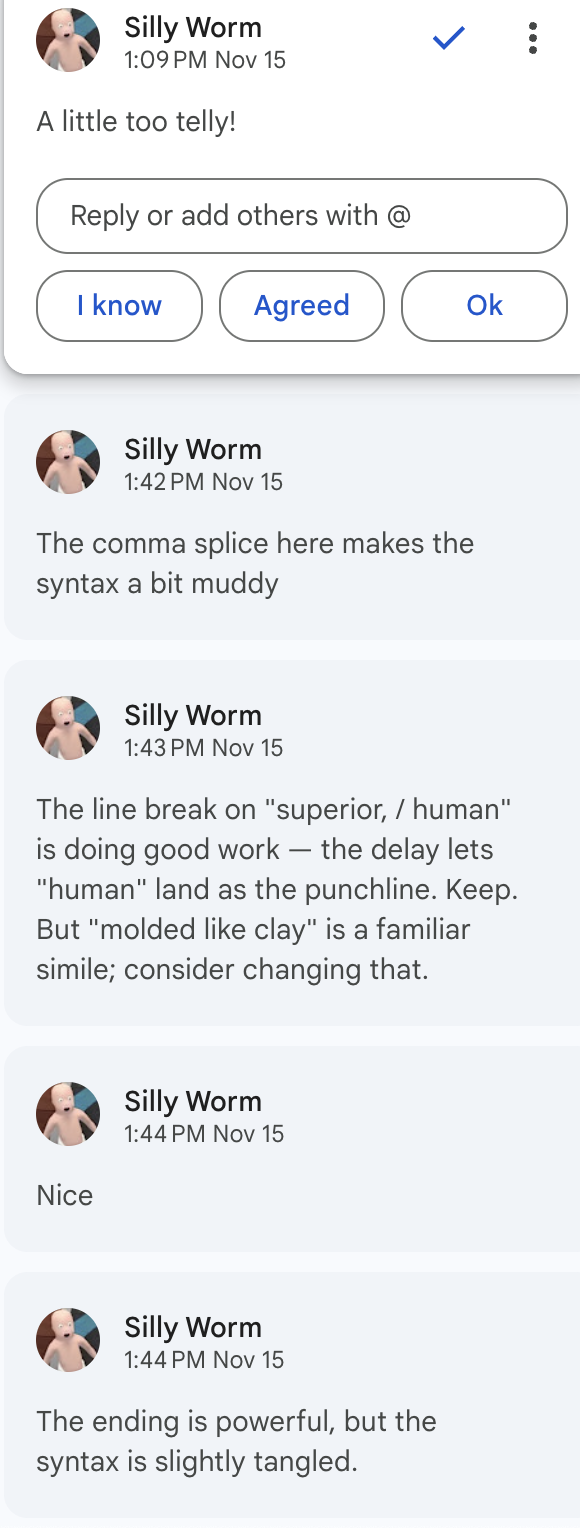 Silly Worm
1:09 PM Nov 15
A little too telly!
Reply or add others with @
I know
Agreed
Ok
Silly Worm
1:42 PM Nov 15
The comma splice here makes the
syntax a bit muddy
Silly Worm
1:43 PM Nov 15
The line break on "superior, / human"
is doing good work — the delay lets
"human" land as the punchline. Keep.
But "molded like clay" is a familiar
simile; consider changing that.
Silly Worm
1:44 PM Nov 15
Nice
Silly Worm
1:44 PM Nov 15
The ending is powerful, but the
syntax is slightly tangled.